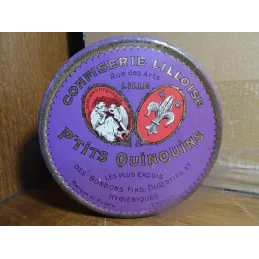 CONFISERIE LILLOISE
Rue des Arts
LILLE
P'TITS QUINQUINS
LES PLUS EXQUIS
DES BONBONS FINS, DIGESTIFS ET
HYGIÉNIQUES